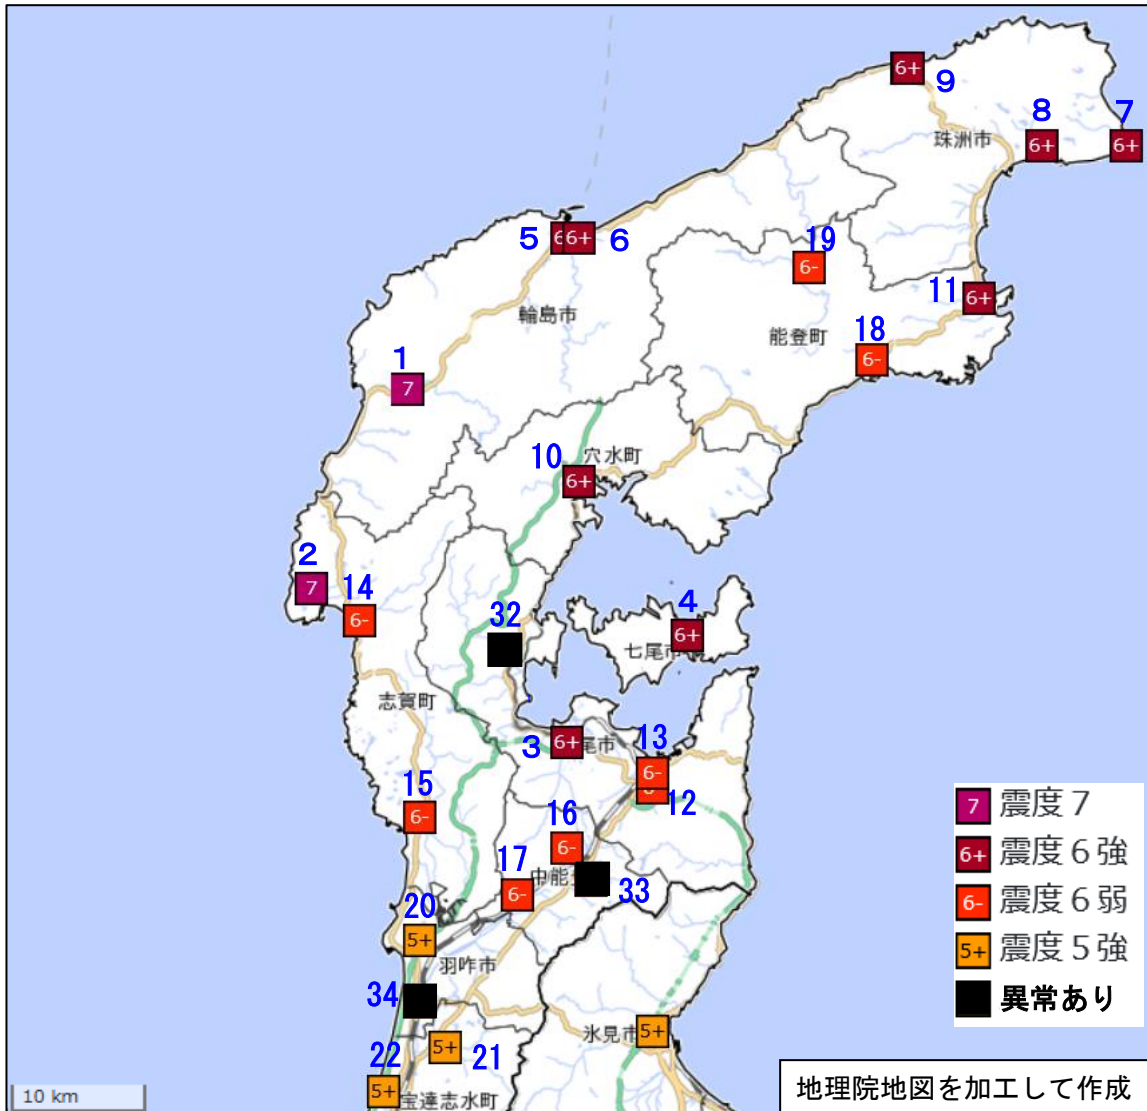 6+
9
8
7
珠洲市
6+
6+
5
6+
6
19
6-
11
6+
輪島市
能登町
18
6-
1
7
10
穴水町
6+
2
7
14
6-
32
4
6+
七尾市
志賀町
3
6+
尾市
13
6-
12
15
6-
16
6-
17
6-
中能
33
20
5+
羽咋市
34
氷見市
5+
5+
21
22
5+
宝達志水町
7 震度7
6+ 震度6強
6- 震度6弱
5+ 震度5強
異常あり
10 km
地理院地図を加工して作成